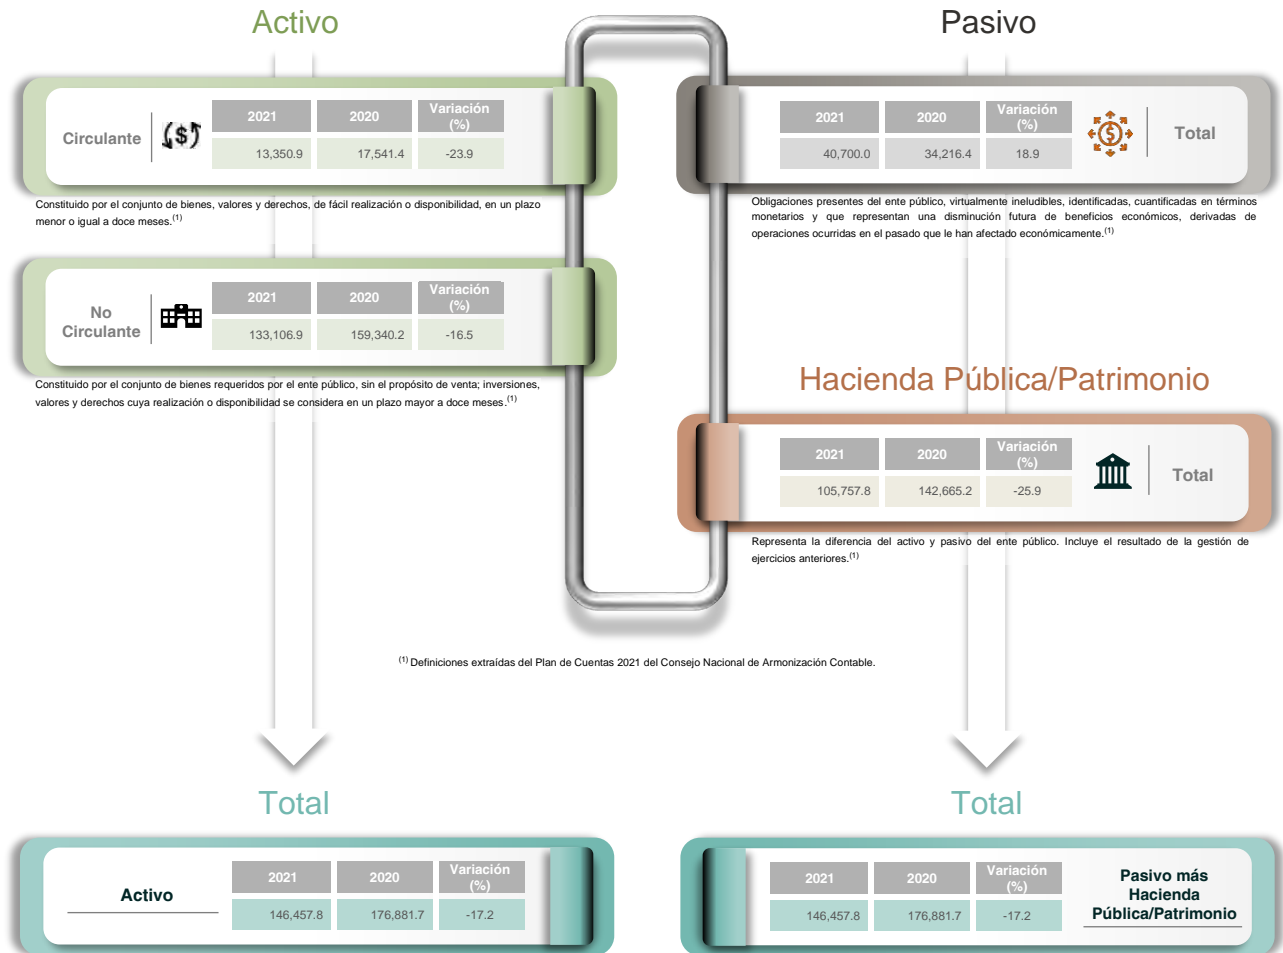 Activo
Circulante
2021 2020 Variación (%)
13,350.9 17,541.4 -23.9
Constituido por el conjunto de bienes, valores y derechos, de fácil realización o disponibilidad, en un plazo
menor o igual a doce meses.(1)
No
Circulante
2021 2020 Variación (%)
133,106.9 159,340.2 -16.5
Constituido por el conjunto de bienes requeridos por el ente público, sin el propósito de venta; inversiones,
valores y derechos cuya realización o disponibilidad se considera en un plazo mayor a doce meses.(1)
Pasivo
2021 2020 Variación (%)
40,700.0 34,216.4 18.9
Total
Obligaciones presentes del ente público, virtualmente ineludibles, identificadas, cuantificadas en términos
monetarios y que representan una disminución futura de beneficios económicos, derivadas de
operaciones ocurridas en el pasado que le han afectado económicamente.(1)
Hacienda Pública/Patrimonio
2021 2020 Variación (%)
105,757.8 142,665.2 -25.9
Total
Representa la diferencia del activo y pasivo del ente público. Incluye el resultado de la gestión de
ejercicios anteriores.(1)
(1) Definiciones extraídas del Plan de Cuentas 2021 del Consejo Nacional de Armonización Contable.
Total
Activo
2021 2020 Variación (%)
146,457.8 176,881.7 -17.2
Total
2021 2020 Variación (%)
146,457.8 176,881.7 -17.2
Pasivo más
Hacienda
Pública/Patrimonio